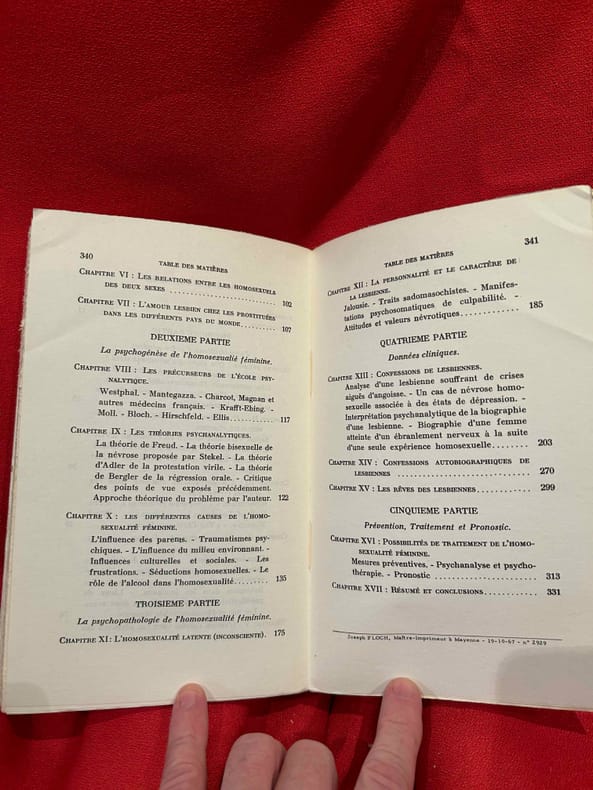 340
TABLE DES MATIÈRES
CHAPITRE VI : LES RELATIONS ENTRE LES HOMOSEXUELS
DES DEUX SEXES .............................. 102
CHAPITRE VII : L'AMOUR LESBIEN CHEZ LES PROSTITUÉES
DANS LES DIFFÉRENTS PAYS DU MONDE.......... 107
DEUXIEME PARTIE
La psychogénèse de l'homosexualité féminine.
CHAPITRE VIII : LES PRÉCURSEURS DE L'ÉCOLE PSY-
NALYTIQUE.
Westphal. - Mantegazza. - Charcot, Magnan et
autres médecins français. - Krafft-Ebing. -
Moll. - Bloch. - Hirschfeld. - Ellis............ 117
CHAPITRE IX : LES THÉORIES PSYCHANALYTIQUES.
La théorie de Freud. - La théorie bisexuelle de
la névrose proposée par Stekel. - La théorie
d'Adler de la protestation virile. - La théorie
de Bergler de la régression orale. - Critique
des points de vue exposés précédemment.
Approche théorique du problème par l'auteur. 122
CHAPITRE X : LES DIFFÉRENTES CAUSES DE L'HOMO-
SEXUALITÉ FÉMININE.
L'influence des parents. - Traumatismes psy-
chiques. - L'influence du milieu environnant. -
Influences culturelles et sociales. - Les
frustrations. - Séductions homosexuelles. - Le
rôle de l'alcool dans l'homosexualité......... 135
TROISIEME PARTIE
La psychopathologie de l'homosexualité féminine.
CHAPITRE XI : L'HOMOSEXUALITÉ LATENTE (INCONSCIENTE). 175
341
TABLE DES MATIÈRES
CHAPITRE XII : LA PERSONNALITÉ ET LE CARACTÈRE DE
LA LESBIENNE.
Jalousie. - Traits sadomasochistes. - Manifes-
tations psychosomatiques de culpabilité. -
Attitudes et valeurs névrotiques............... 185
QUATRIEME PARTIE
Données cliniques.
CHAPITRE XIII : CONFESSIONS DE LESBIENNES.
Analyse d'une lesbienne souffrant de crises
aiguës d'angoisse. - Un cas de névrose homo-
sexuelle associée à des états de dépression. -
Interprétation psychanalytique de la biographie
d'une lesbienne. - Biographie d'une femme
atteinte d'un ébranlement nerveux à la suite
d'une seule expérience homosexuelle.......... 203
CHAPITRE XIV : CONFESSIONS AUTOBIOGRAPHIQUES DE
LESBIENNES .............................. 270
CHAPITRE XV : LES RÊVES DES LESBIENNES............ 299
CINQUIEME PARTIE
Prévention, Traitement et Pronostic.
CHAPITRE XVI : POSSIBILITÉS DE TRAITEMENT DE L'HOMO-
SEXUALITÉ FÉMININE.
Mesures préventives. - Psychanalyse et psycho-
thérapie. - Pronostic ........................ 313
CHAPITRE XVII : RÉSUMÉ ET CONCLUSIONS............ 331
Joseph FLOCH, Maître-Imprimeur à Mayenne - 19-10-67 - n° 2929